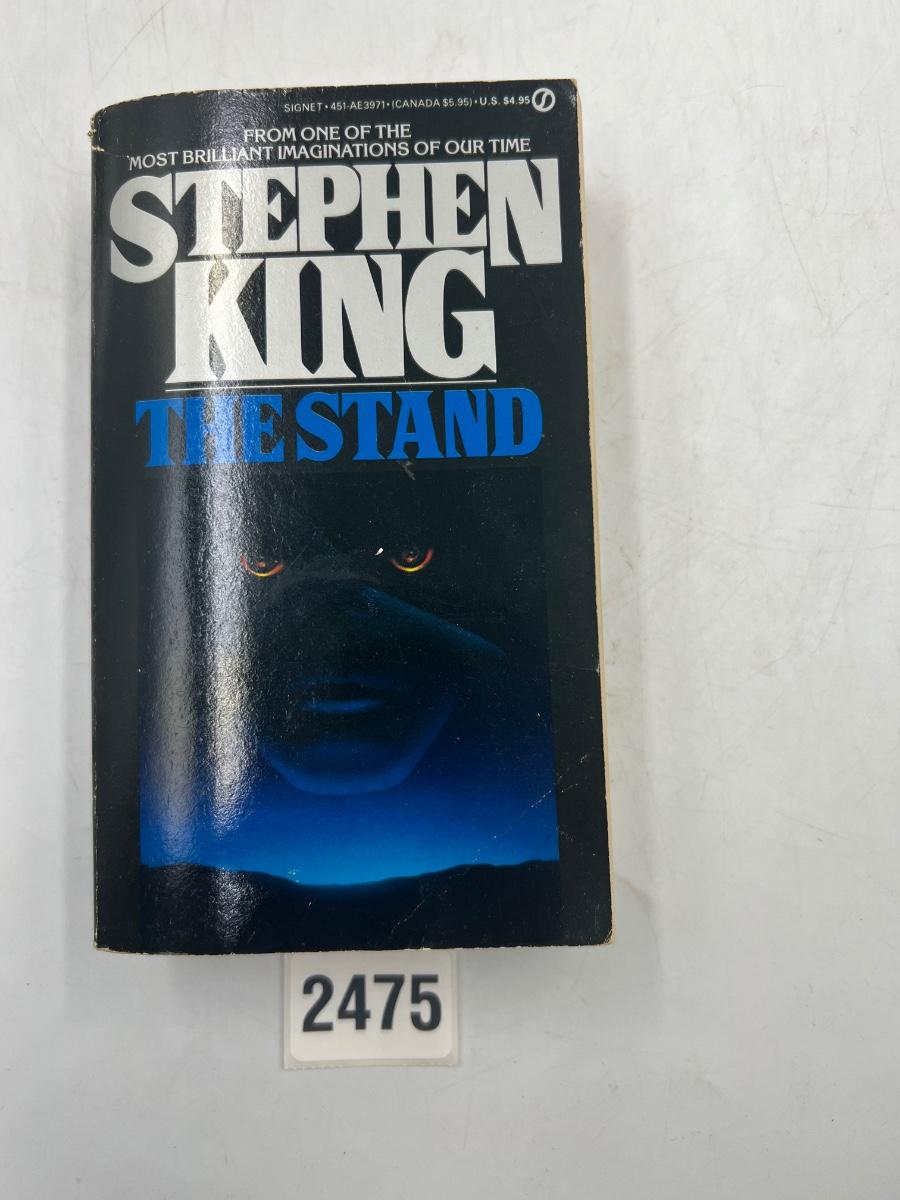 SIGNET • 451-AE3971 • (CANADA $5.95) • U.S. $4.95
FROM ONE OF THE
MOST BRILLIANT IMAGINATIONS OF OUR TIME
STEPHEN
KING
THE STAND
2475